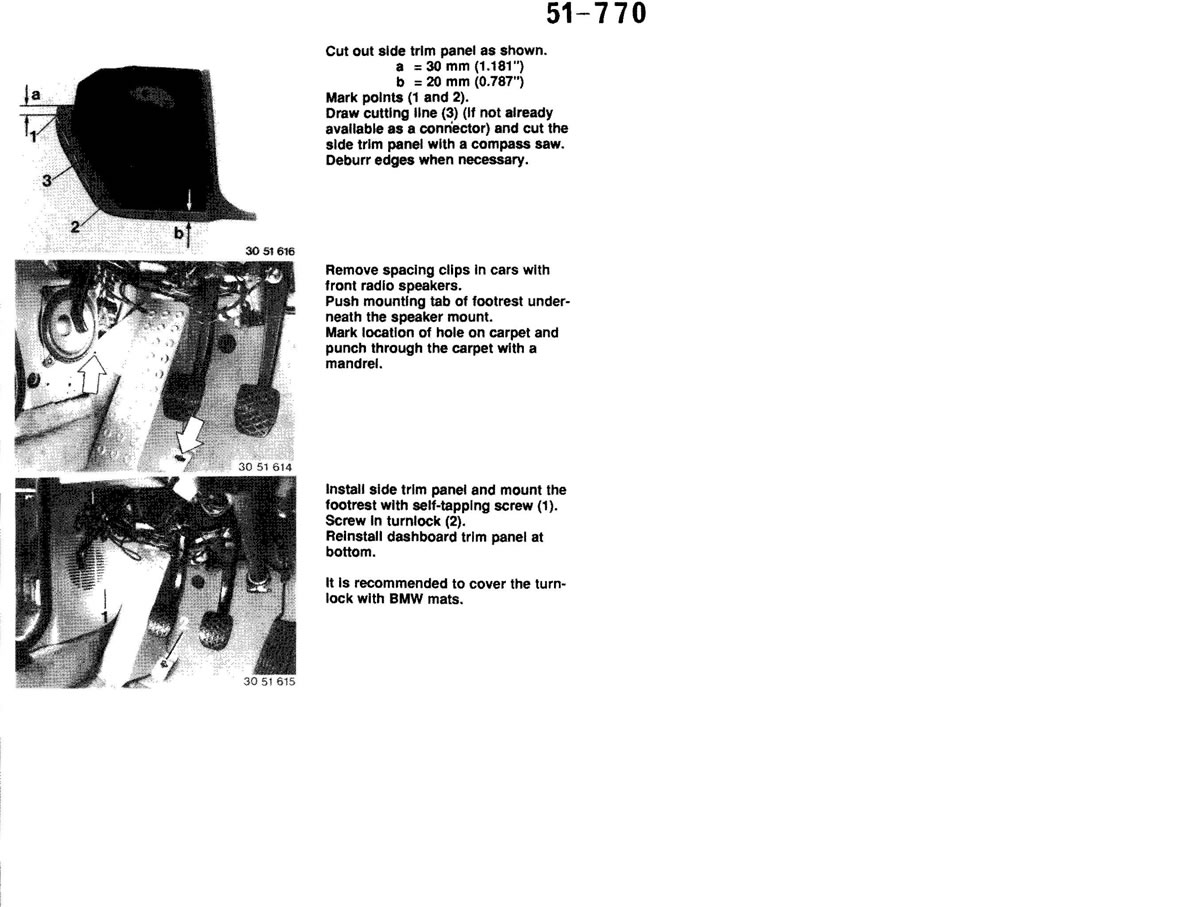 51-770
Cut out side trim panel as shown.
a = 30 mm (1.181")
b = 20 mm (0.787")
Mark points (1 and 2).
Draw cutting line (3) (if not already
available as a connector) and cut the
side trim panel with a compass saw.
Deburr edges when necessary.
a
1
3
2
b
30 51 616
Remove spacing clips in cars with
front radio speakers.
Push mounting tab of footrest under-
neath the speaker mount.
Mark location of hole on carpet and
punch through the carpet with a
mandrel.
30 51 614
Install side trim panel and mount the
footrest with self-tapping screw (1).
Screw in turnlock (2).
Reinstall dashboard trim panel at
bottom.
It is recommended to cover the turn-
lock with BMW mats.
1
2
30 51 615